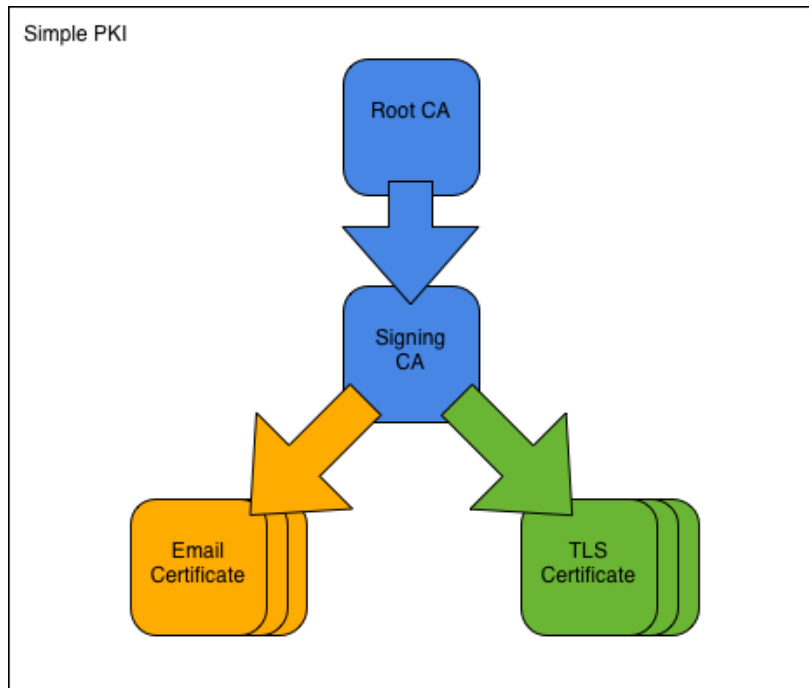 Simple PKI
Root CA
Signing
CA
Email
Certificate
TLS
Certificate